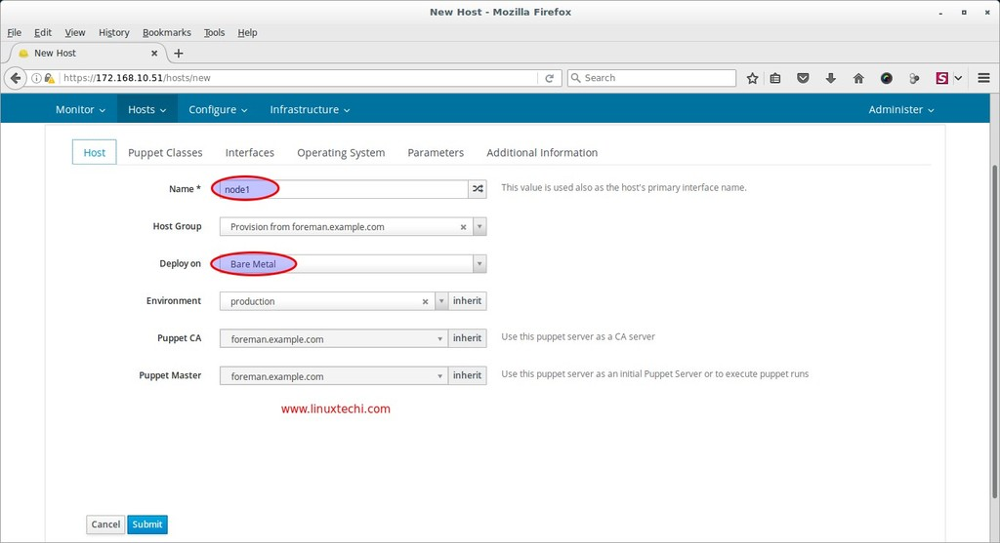 New Host - Mozilla Firefox
File Edit View History Bookmarks Tools Help
New Host
https://172.168.10.51/hosts/new
Search
S
Monitor Hosts Configure Infrastructure Administer
Host Puppet Classes Interfaces Operating System Parameters Additional Information
Name * node1 This value is used also as the host's primary interface name.
Host Group Provision from foreman.example.com
Deploy on Bare Metal
Environment production inherit
Puppet CA foreman.example.com inherit Use this puppet server as a CA server
Puppet Master foreman.example.com inherit Use this puppet server as an initial Puppet Server or to execute puppet runs
www.linuxtechi.com
Cancel Submit